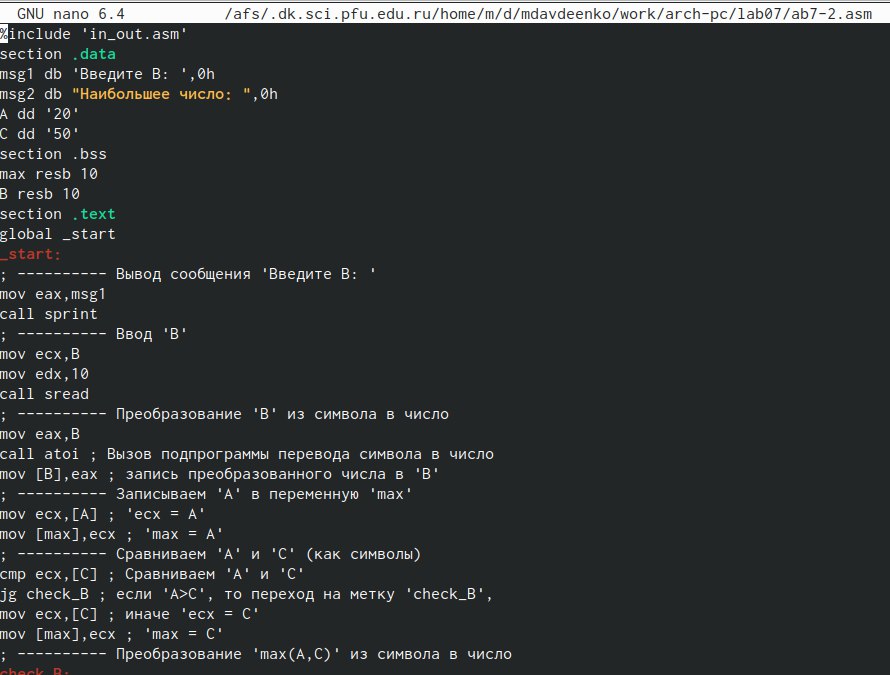 GNU nano 6.4 /afs/.dk.sci.pfu.edu.ru/home/m/d/mdavdeenko/work/arch-pc/lab07/ab7-2.asm
%include 'in_out.asm'
section .data
msg1 db 'Введите B: ',0h
msg2 db "Наибольшее число: ",0h
A dd '20'
C dd '50'
section .bss
max resb 10
B resb 10
section .text
global _start
_start:
; ---------- Вывод сообщения 'Введите B: '
mov eax,msg1
call sprint
; ---------- Ввод 'B'
mov ecx,B
mov edx,10
call sread
; ---------- Преобразование 'B' из символа в число
mov eax,B
call atoi ; Вызов подпрограммы перевода символа в число
mov [B],eax ; запись преобразованного числа в 'B'
; ---------- Записываем 'A' в переменную 'max'
mov ecx,[A] ; 'ecx = A'
mov [max],ecx ; 'max = A'
; ---------- Сравниваем 'A' и 'C' (как символы)
cmp ecx,[C] ; Сравниваем 'A' и 'C'
jg check_B ; если 'A>C', то переход на метку 'check_B',
mov ecx,[C] ; иначе 'ecx = C'
mov [max],ecx ; 'max = C'
; ---------- Преобразование 'max(A,C)' из символа в число
check_B: